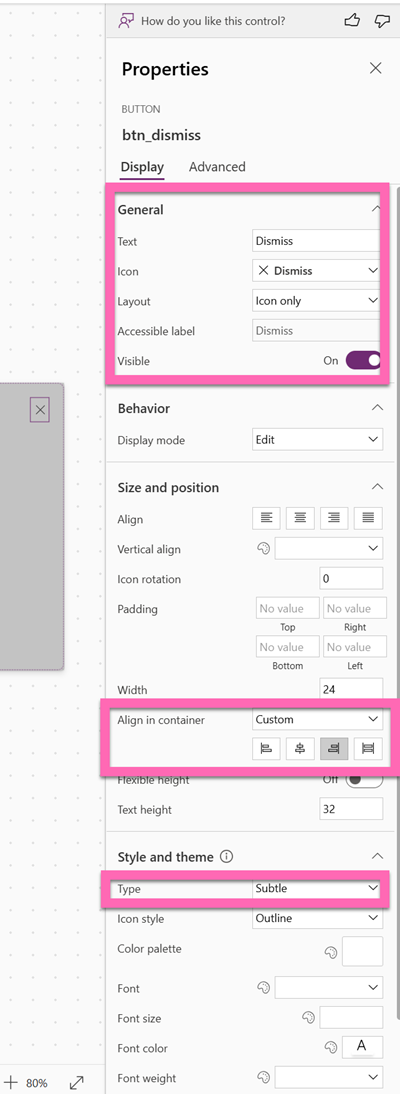 How do you like this control?
Properties
BUTTON
btn_dismiss
Display Advanced
General
Text Dismiss
Icon Dismiss
Layout Icon only
Accessible label Dismiss
Visible On
Behavior
Display mode Edit
Size and position
Align
Vertical align
Icon rotation 0
Padding No value No value
Top Right
No value No value
Bottom Left
Width 24
Align in container Custom
Flexible height Off
Text height 32
Style and theme
Type Subtle
Icon style Outline
Color palette
Font
Font size
Font color A
80% Font weight